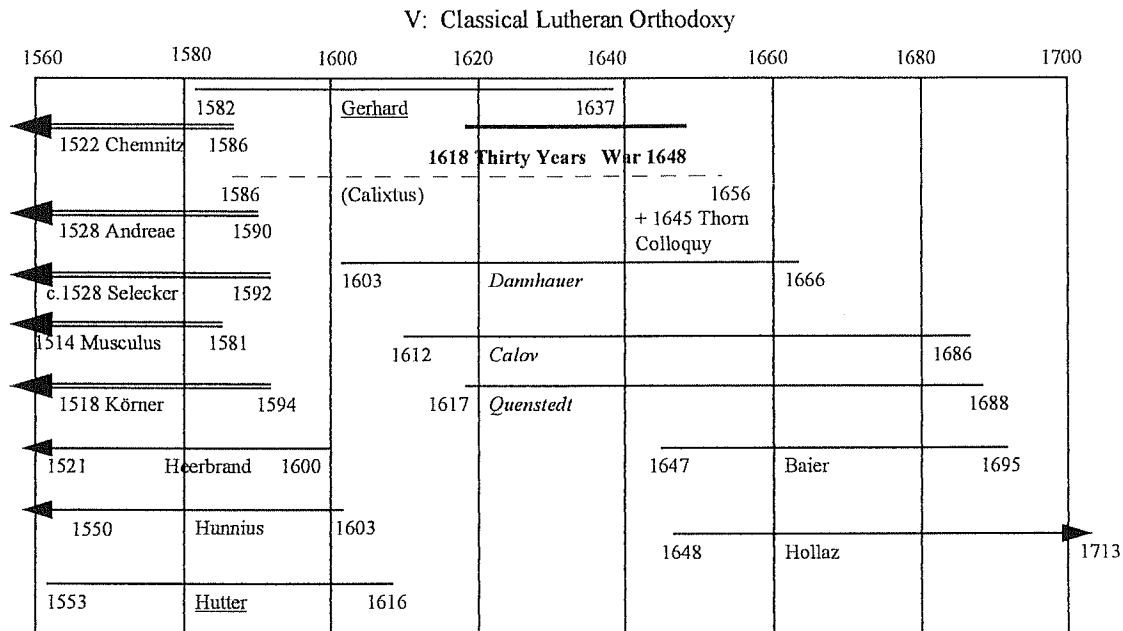 V: Classical Lutheran Orthodoxy
1560 1580 1600 1620 1640 1660 1680 1700
1582 Gerhard 1637
1522 Chemnitz 1586
1618 Thirty Years War 1648
1586 (Calixtus) 1656
1528 Andreae 1590
+ 1645 Thorn
Colloquy
c.1528 Selecker 1592
1603 Dannhauer 1666
1514 Musculus 1581
1612 Calov 1686
1518 Körner 1594
1617 Quenstedt 1688
1521 Heerbrand 1600
1647 Baier 1695
1550 Hunnius 1603
1648 Hollaz 1713
1553 Hutter 1616